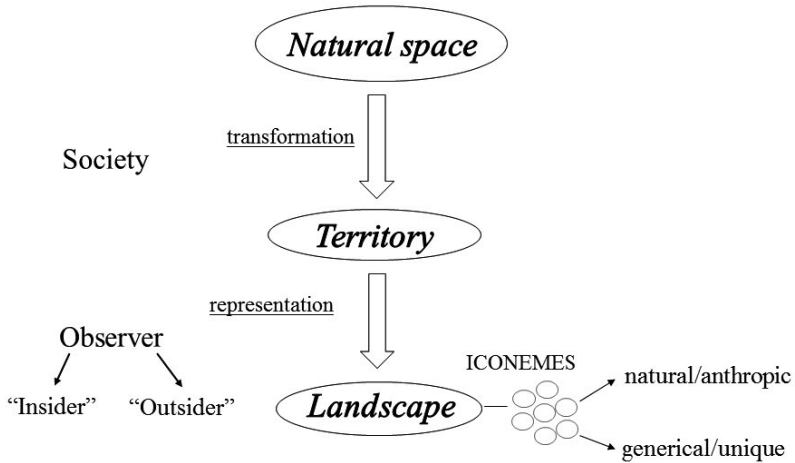 Natural space
transformation
Society
Territory
representation
Observer
ICONEMES
natural/anthropic
“Insider”
“Outsider”
Landscape
generical/unique